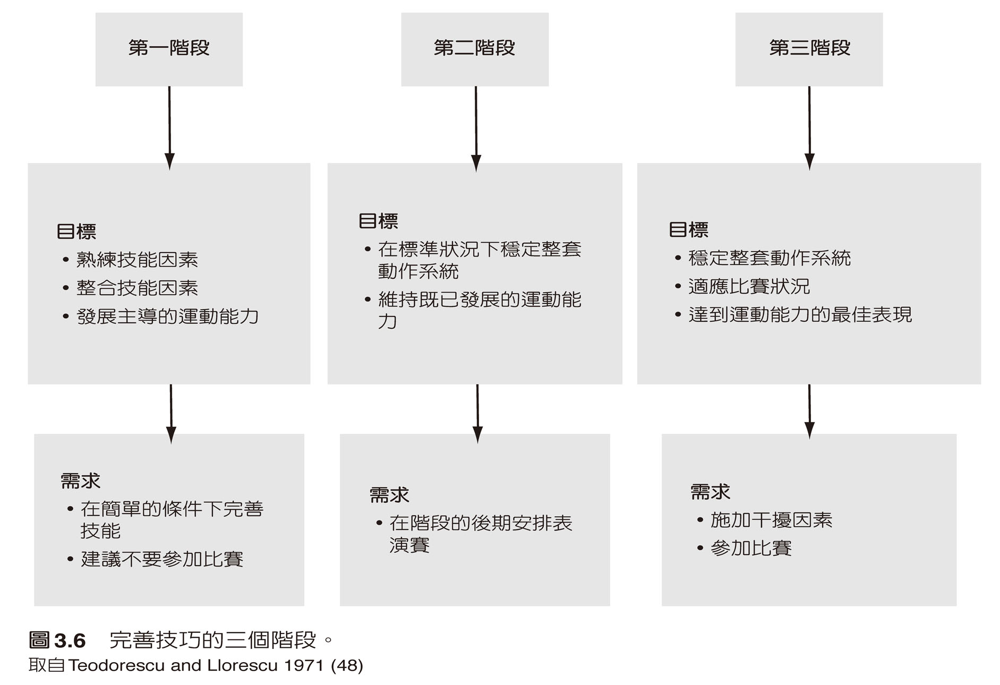 第一階段
目標
• 熟練技能因素
• 整合技能因素
• 發展主導的運動能力
需求
• 在簡單的條件下完善
技能
• 建議不要參加比賽
第二階段
目標
• 在標準狀況下穩定整套
動作系統
• 維持既已發展的運動能
力
需求
• 在階段的後期安排表
演賽
第三階段
目標
• 穩定整套動作系統
• 適應比賽狀況
• 達到運動能力的最佳表現
需求
• 施加干擾因素
• 參加比賽
圖 3.6 完善技巧的三個階段。
取自 Teodorescu and Llorescu 1971 (48)